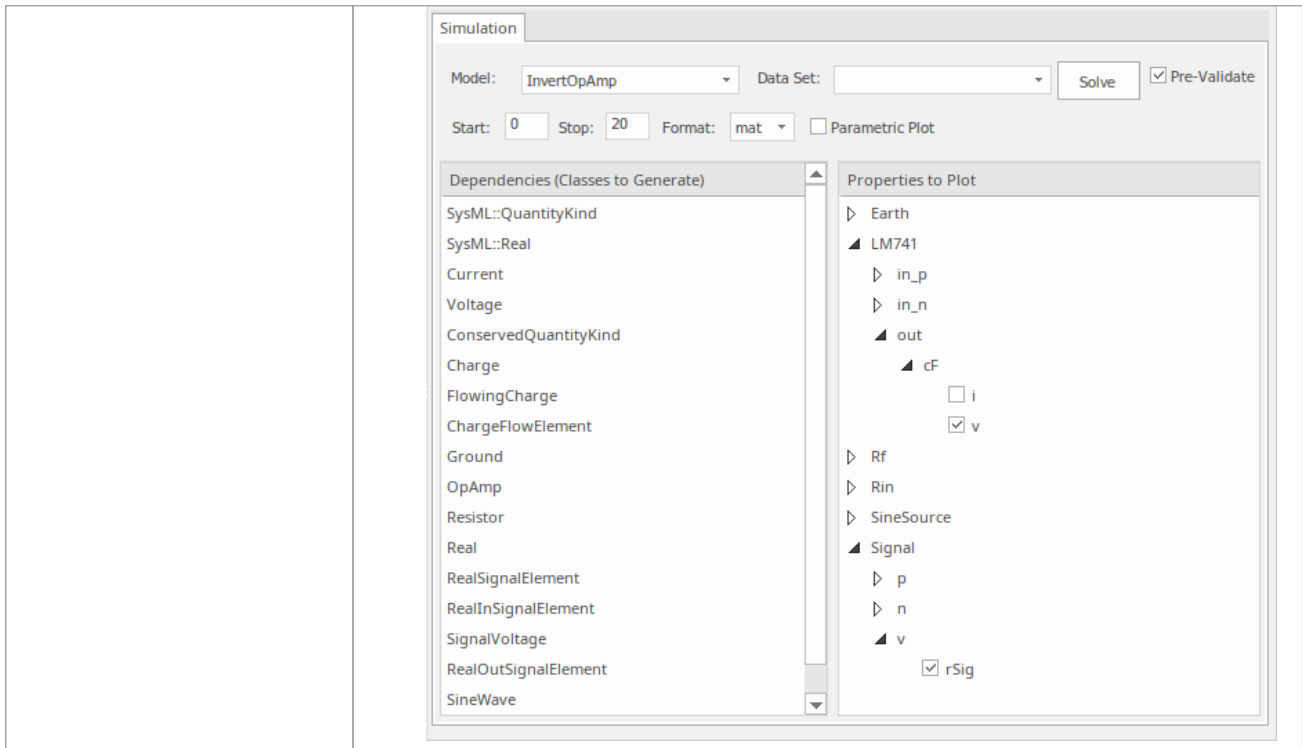 Simulation
Model: InvertOpAmp Data Set: Solve Pre-Validate
Start: 0 Stop: 20 Format: mat Parametric Plot
Dependencies (Classes to Generate)
SysML::QuantityKind
SysML::Real
Current
Voltage
ConservedQuantityKind
Charge
FlowingCharge
ChargeFlowElement
Ground
OpAmp
Resistor
Real
RealSignalElement
RealInSignalElement
SignalVoltage
RealOutSignalElement
SineWave
Properties to Plot
Earth
LM741
in_p
in_n
out
cF
i
v
Rf
Rin
SineSource
Signal
p
n
v
rSig